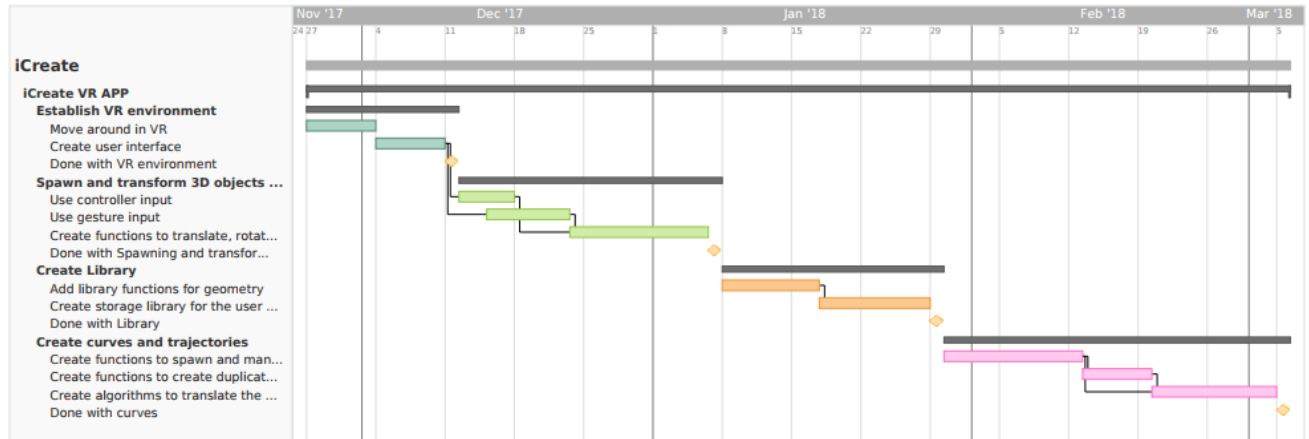 Nov '17 Dec '17 Jan '18 Feb '18 Mar '18
24 27 4 11 18 25 1 8 15 22 29 5 12 19 26 5
iCreate
iCreate VR APP
Establish VR environment
Move around in VR
Create user interface
Done with VR environment
Spawn and transform 3D objects ...
Use controller input
Use gesture input
Create functions to translate, rotat...
Done with Spawning and transfor...
Create Library
Add library functions for geometry
Create storage library for the user ...
Done with Library
Create curves and trajectories
Create functions to spawn and man...
Create functions to create duplicat...
Create algorithms to translate the ...
Done with curves